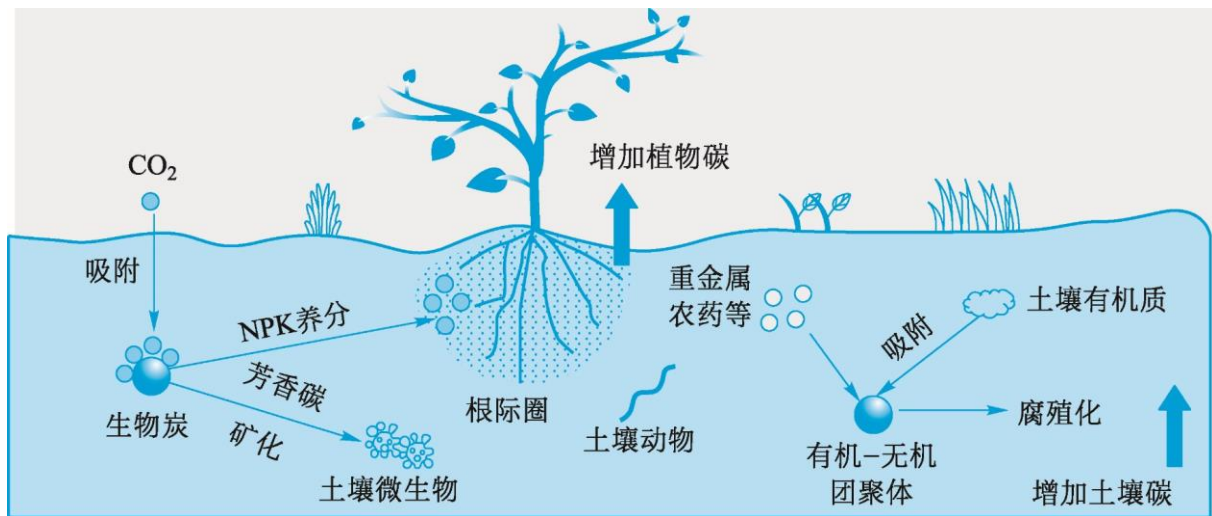 CO₂
吸附
生物炭
NPK养分
芳香碳
矿化
土壤微生物
根际圈
增加植物碳
土壤动物
重金属
农药等
吸附
土壤有机质
有机-无机
团聚体
腐殖化
增加土壤碳